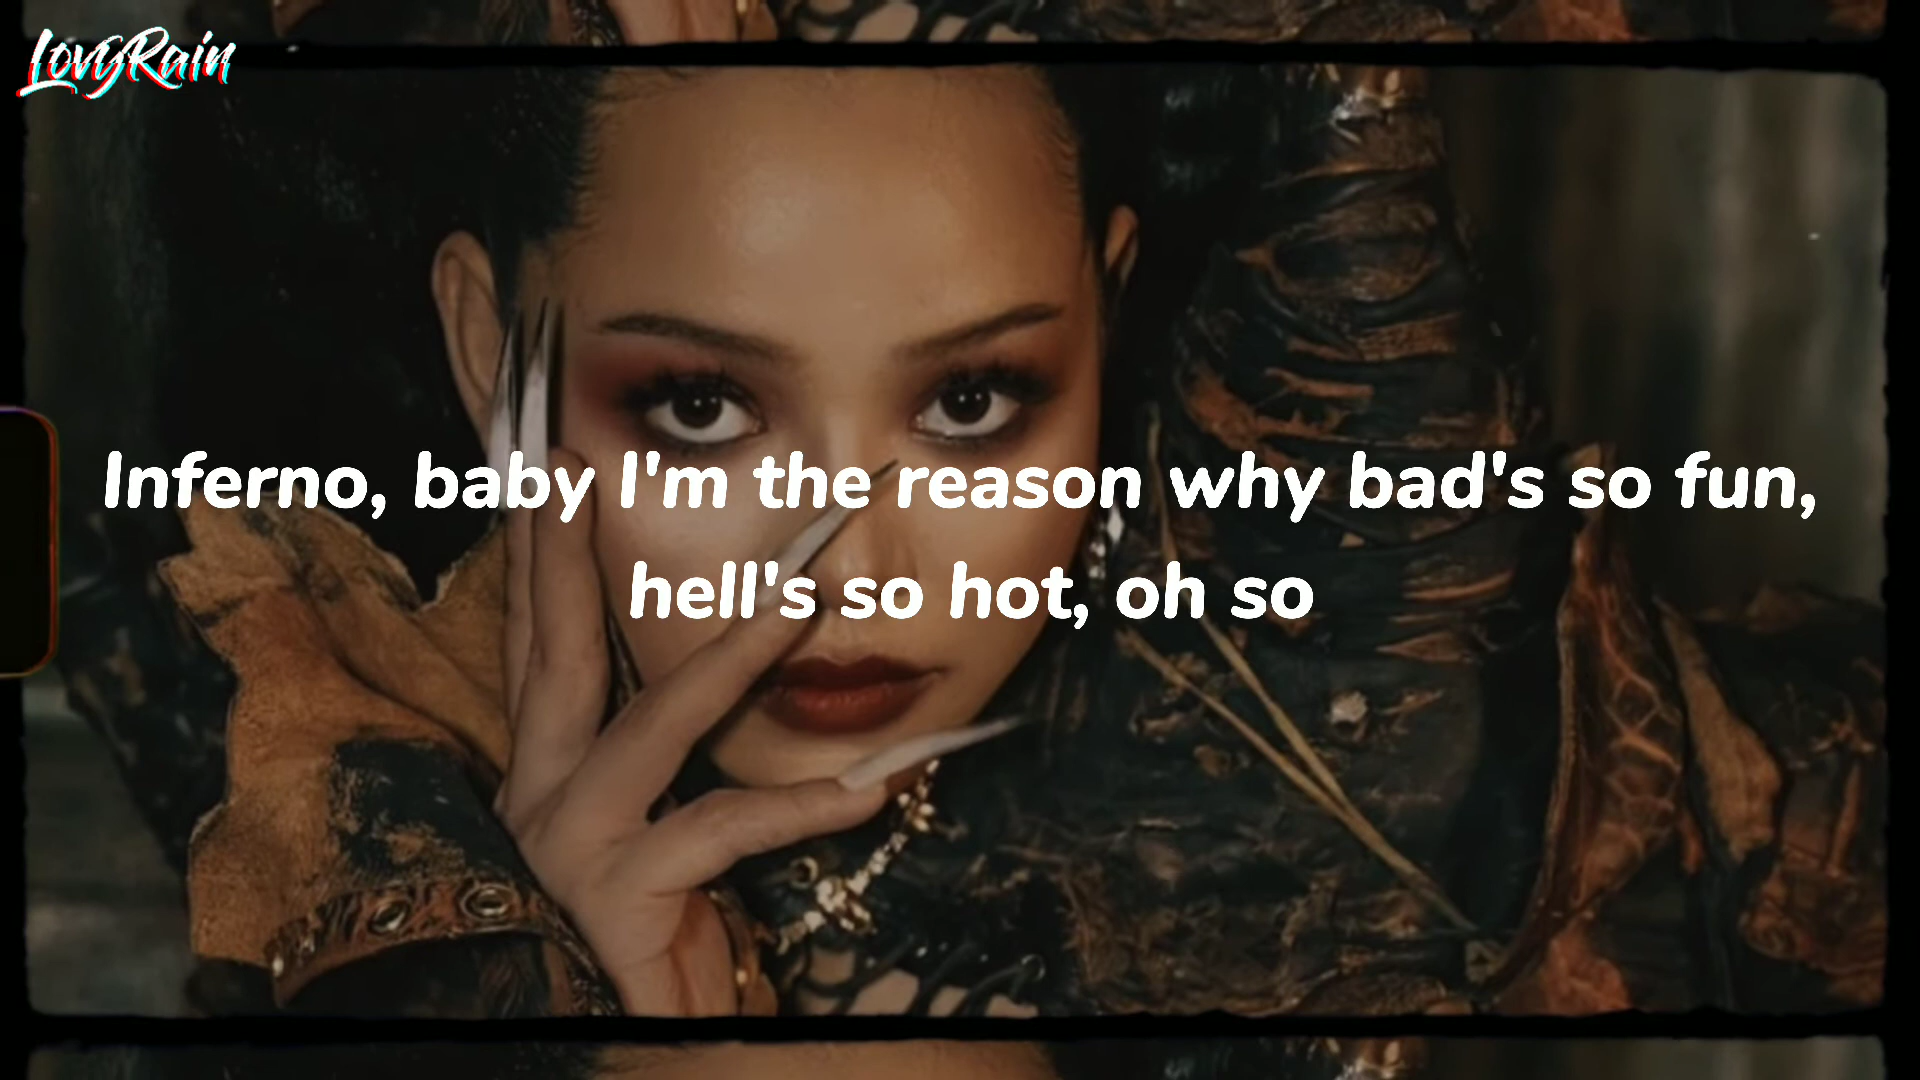 LovyRain
Inferno, baby I'm the reason why bad's so fun,
hell's so hot, oh so